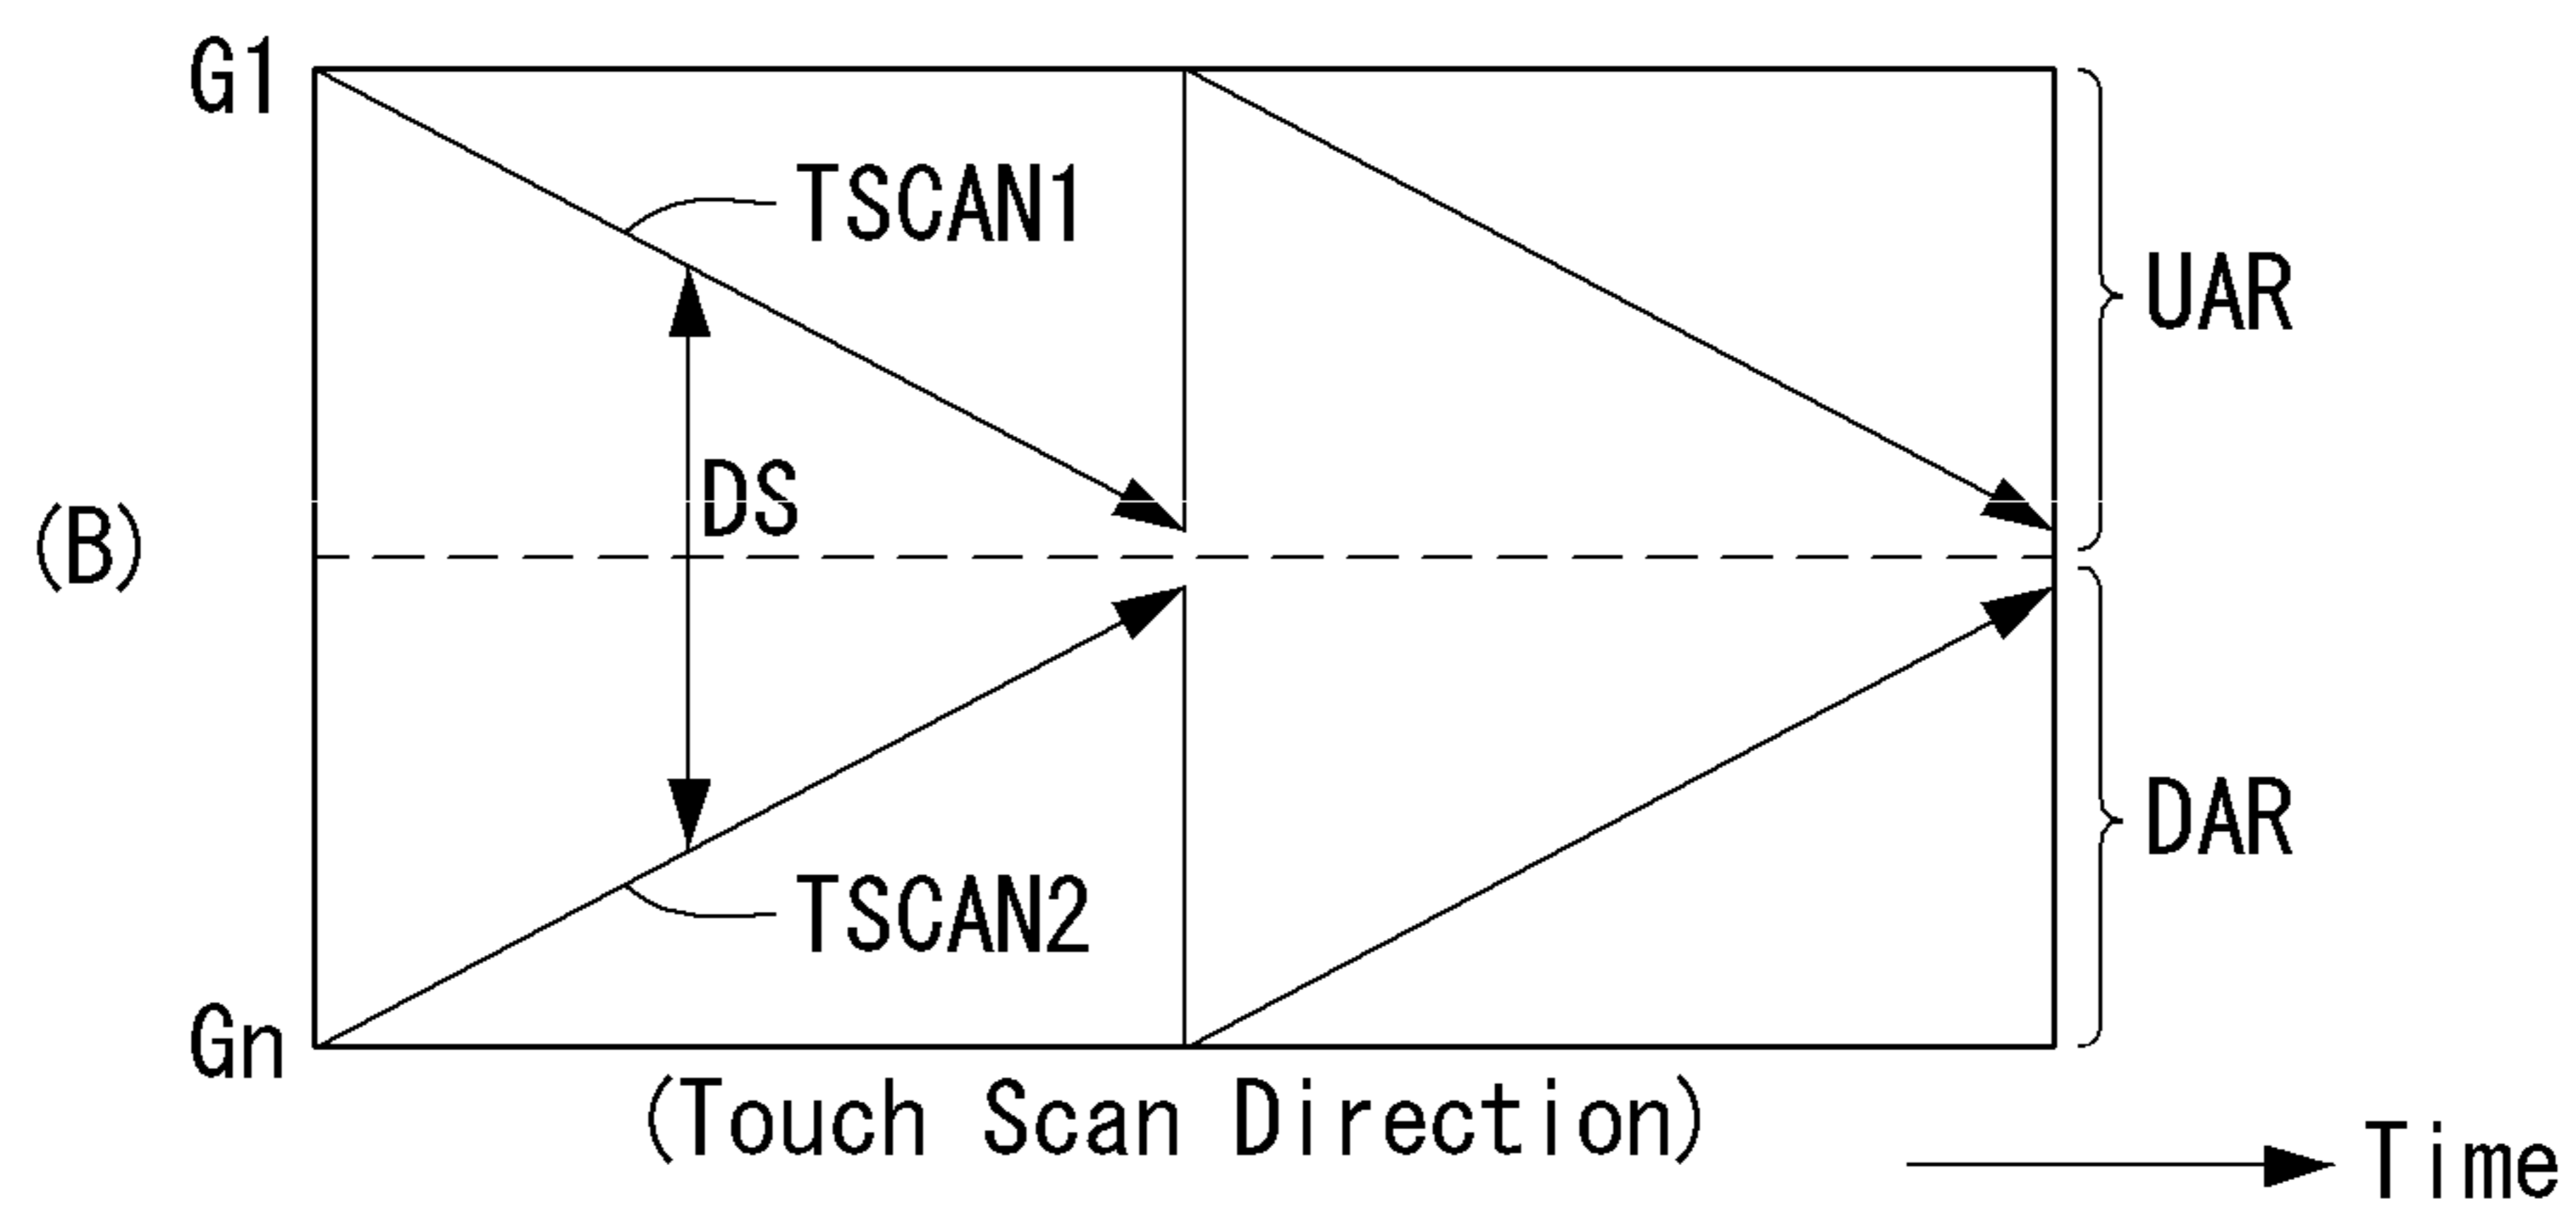 G1
TSCAN1
UAR
DS
(B)
DAR
TSCAN2
Gn
(Touch Scan Direction)
Time